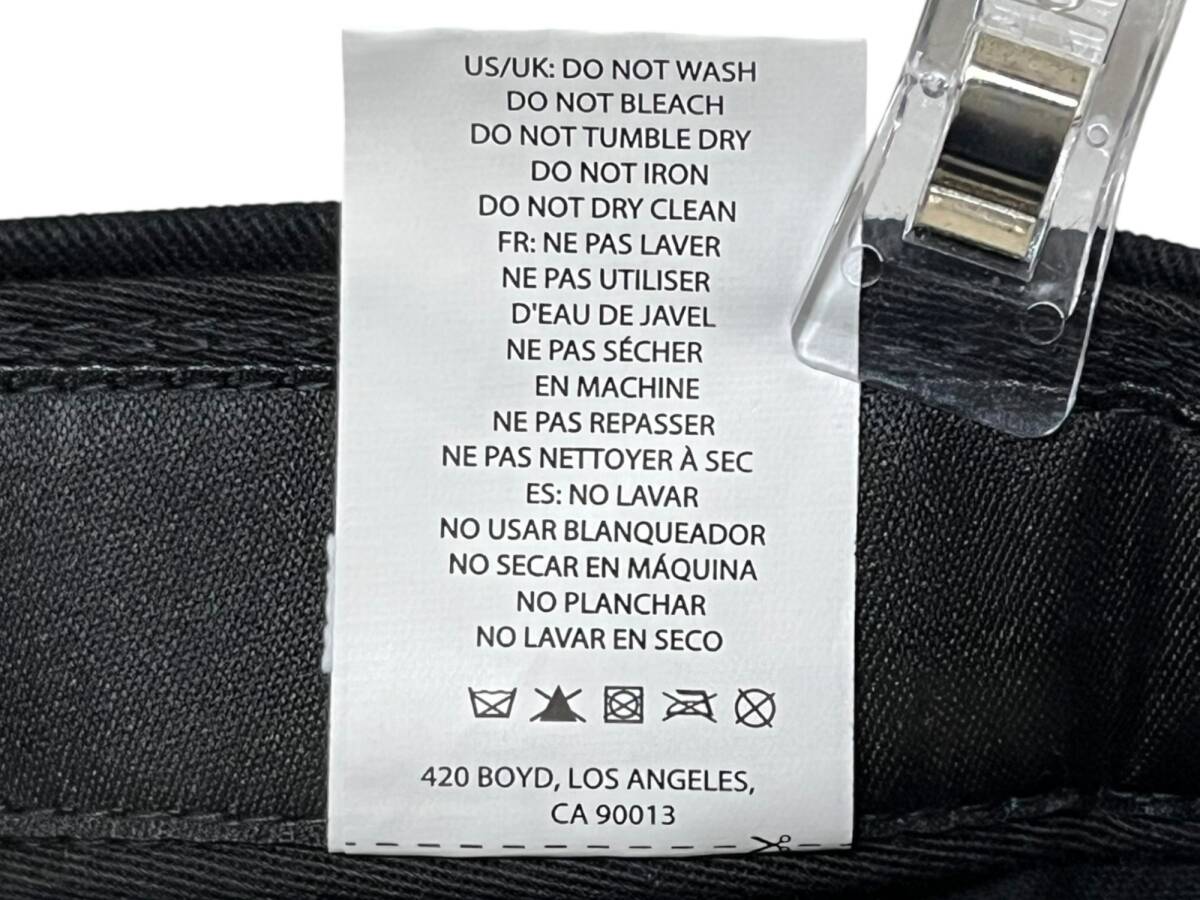 US/UK: DO NOT WASH
DO NOT BLEACH
DO NOT TUMBLE DRY
DO NOT IRON
DO NOT DRY CLEAN
FR: NE PAS LAVER
NE PAS UTILISER
D'EAU DE JAVEL
NE PAS SÉCHER
EN MACHINE
NE PAS REPASSER
NE PAS NETTOYER À SEC
ES: NO LAVAR
NO USAR BLANQUEADOR
NO SECAR EN MÁQUINA
NO PLANCHAR
NO LAVAR EN SECO
420 BOYD, LOS ANGELES,
CA 90013